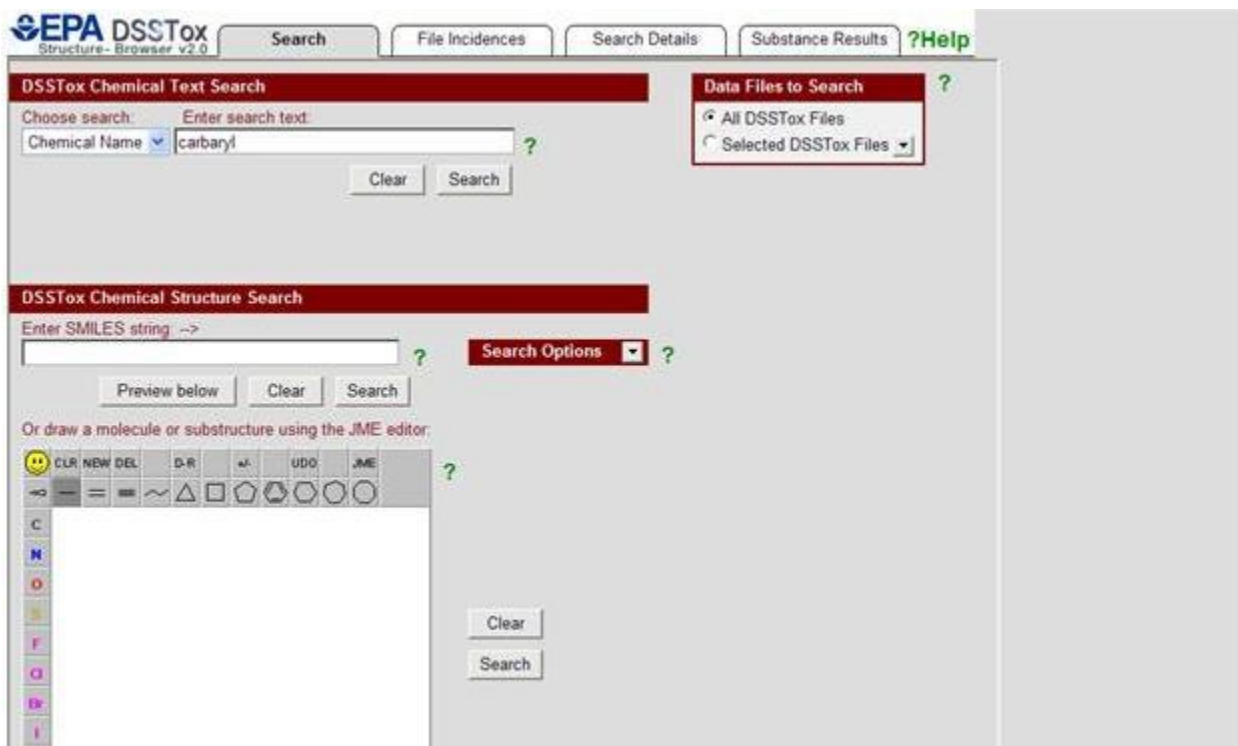 EPA DSSTox
Structure-Browser v2.0
Search
File Incidences
Search Details
Substance Results
?Help
DSSTox Chemical Text Search
Data Files to Search
?
Choose search:
Enter search text:
All DSSTox Files
Chemical Name
carbaryl
?
Selected DSSTox Files
Clear
Search
DSSTox Chemical Structure Search
Enter SMILES string -->
?
Search Options
?
Preview below
Clear
Search
Or draw a molecule or substructure using the JME editor:
CLR NEW DEL D-R +/- UDO JME
?
C
N
O
S
F
Cl
Br
I
Clear
Search